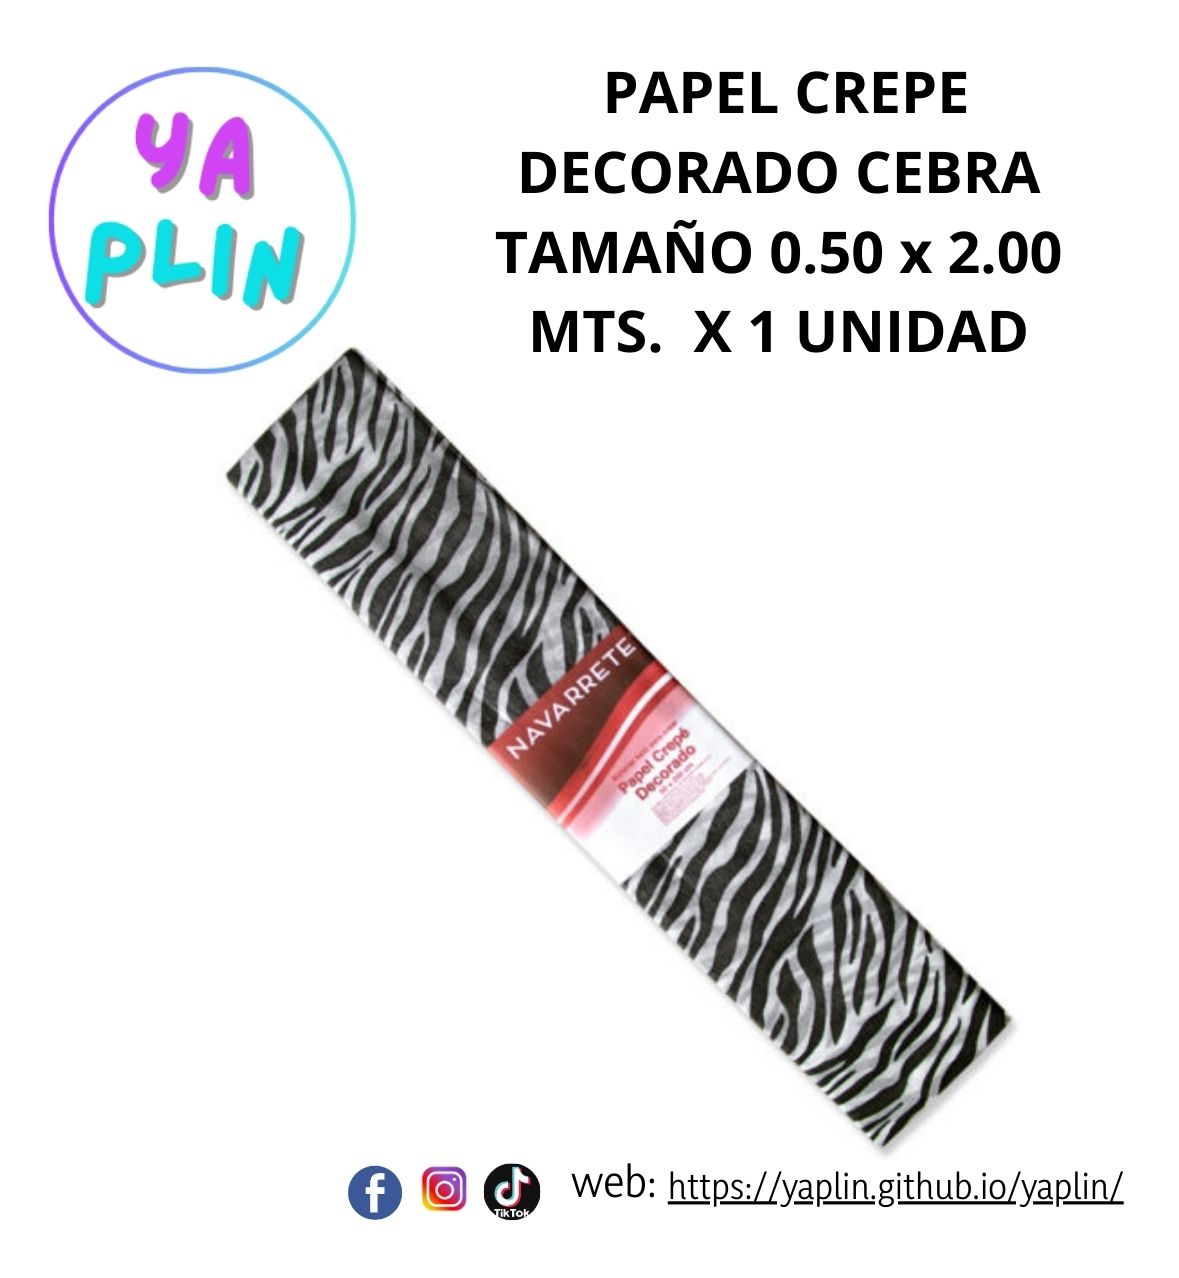 YA
PLIN
PAPEL CREPE
DECORADO CEBRA
TAMAÑO 0.50 x 2.00
MTS. X 1 UNIDAD
NAVARRETE
Papel Crepé
Decorado
TikTok
web: https://yaplin.github.io/yaplin/